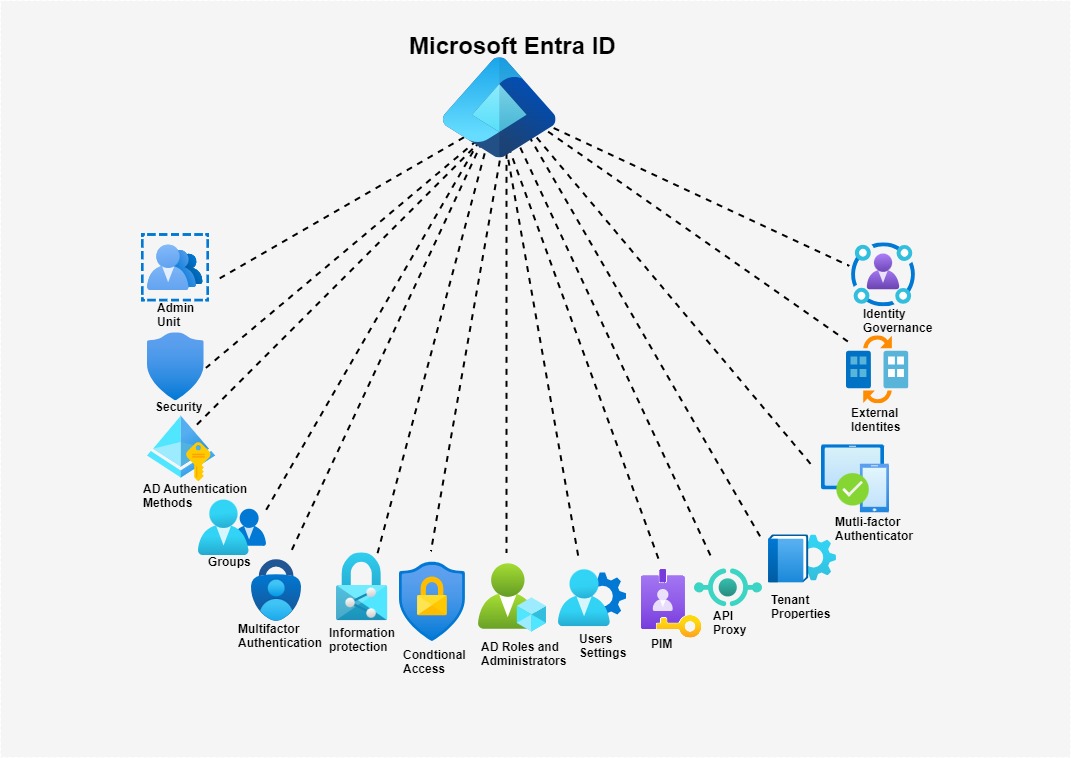 Microsoft Entra ID
Admin
Unit
Security
AD Authentication
Methods
Groups
Multifactor
Authentication
Information
protection
Condtional
Access
AD Roles and
Administrators
Users
Settings
PIM
API
Proxy
Tenant
Properties
Mutli-factor
Authenticator
External
Identites
Identity
Governance